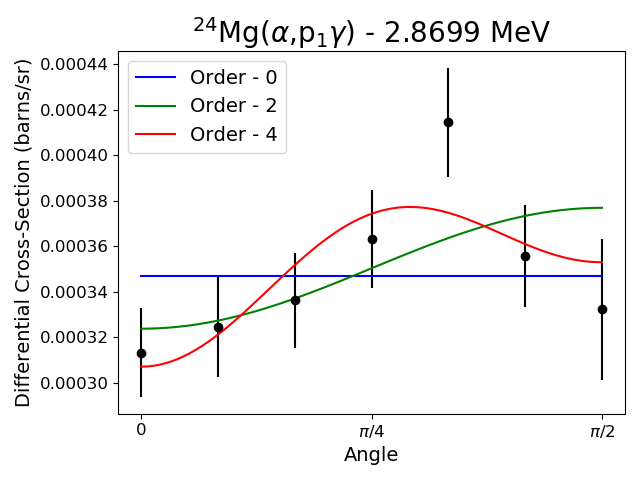 ²⁴Mg(α,p₁γ) - 2.8699 MeV
Differential Cross-Section (barns/sr)
0.00044
0.00042
0.00040
0.00038
0.00036
0.00034
0.00032
0.00030
Order - 0
Order - 2
Order - 4
0
π/4
π/2
Angle